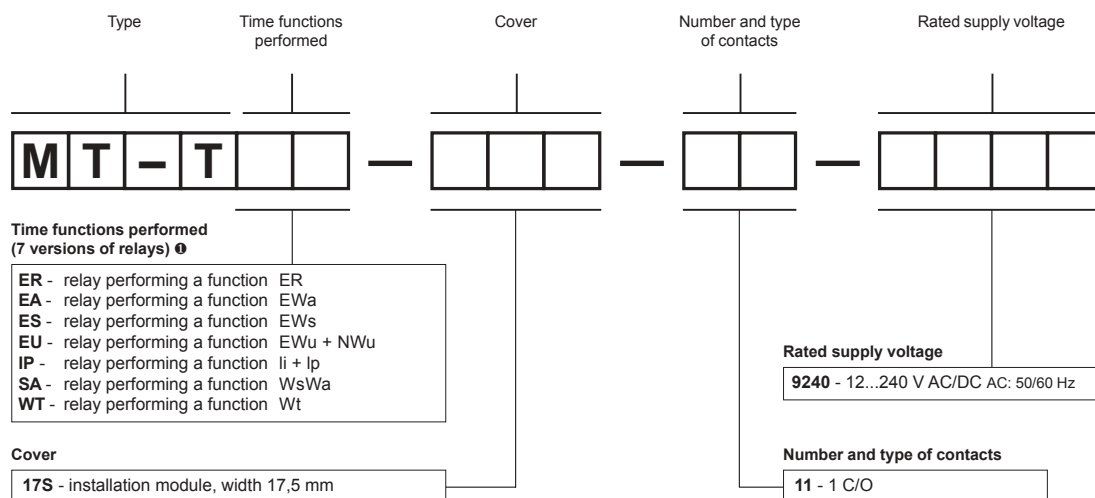 Type
Time functions
performed
Cover
Number and type
of contacts
Rated supply voltage
M T – T — — —
Time functions performed
(7 versions of relays) ❶
ER - relay performing a function ER
EA - relay performing a function EWa
ES - relay performing a function EWs
EU - relay performing a function EWu + NWu
IP - relay performing a function Ii + Ip
SA - relay performing a function WsWa
WT - relay performing a function Wt
Rated supply voltage
9240 - 12...240 V AC/DC AC: 50/60 Hz
Cover
17S - installation module, width 17,5 mm
Number and type of contacts
11 - 1 C/O